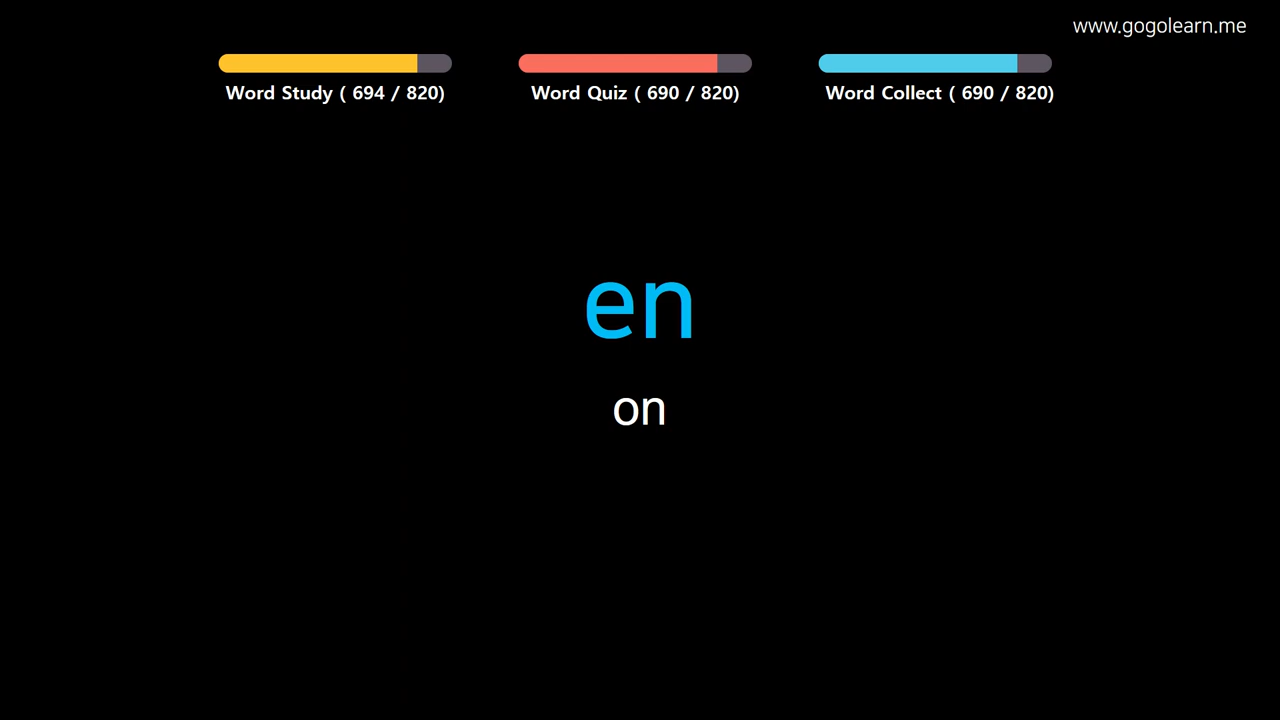 www.gogolearn.me
Word Study ( 694 / 820)
Word Quiz ( 690 / 820)
Word Collect ( 690 / 820)
en
on